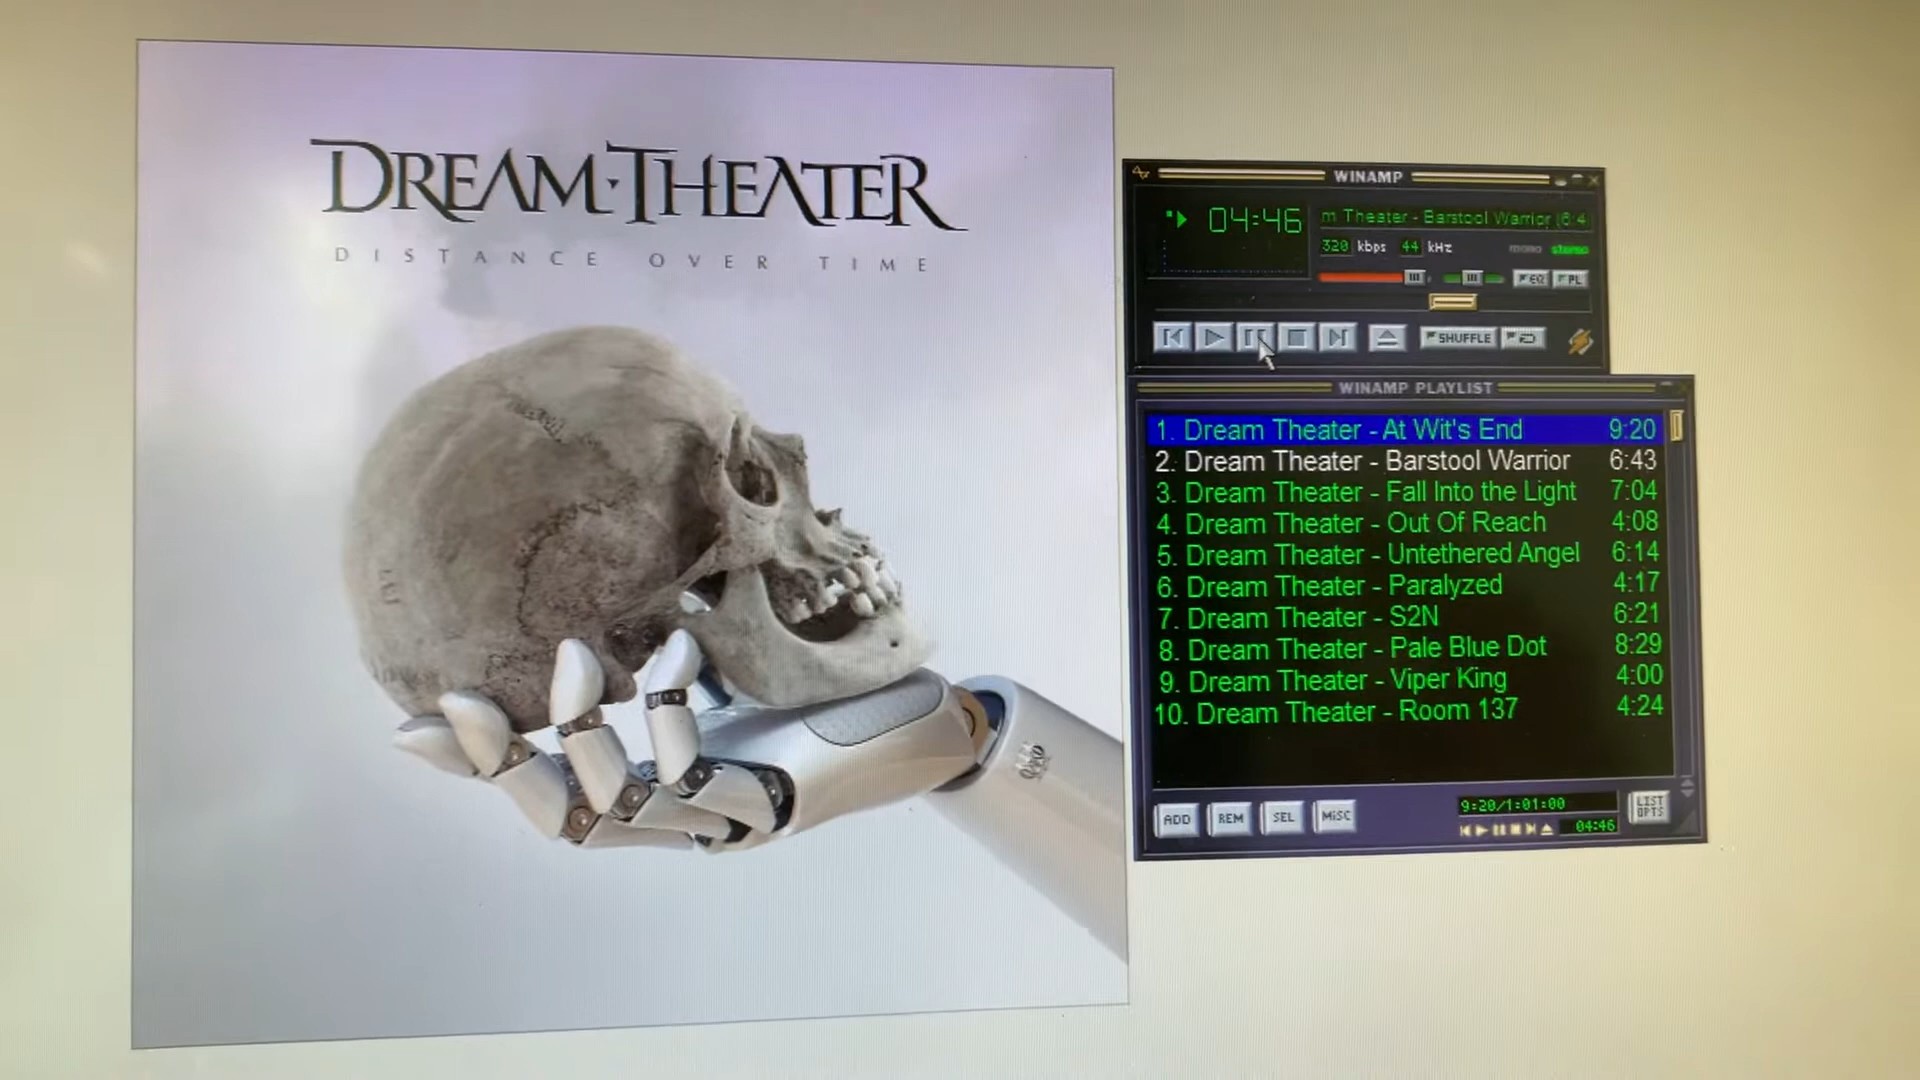 DREAM THEATER
DISTANCE OVER TIME
WINAMP
04:46
m Theater - Barstool Warrior (6:4
320 kbps 44 kHz mono stereo
EQ PL
SHUFFLE
WINAMP PLAYLIST
1. Dream Theater - At Wit's End 9:20
2. Dream Theater - Barstool Warrior 6:43
3. Dream Theater - Fall Into the Light 7:04
4. Dream Theater - Out Of Reach 4:08
5. Dream Theater - Untethered Angel 6:14
6. Dream Theater - Paralyzed 4:17
7. Dream Theater - S2N 6:21
8. Dream Theater - Pale Blue Dot 8:29
9. Dream Theater - Viper King 4:00
10. Dream Theater - Room 137 4:24
ADD REM SEL MISC
9:20/1:01:00
04:46
LIST
OPTS